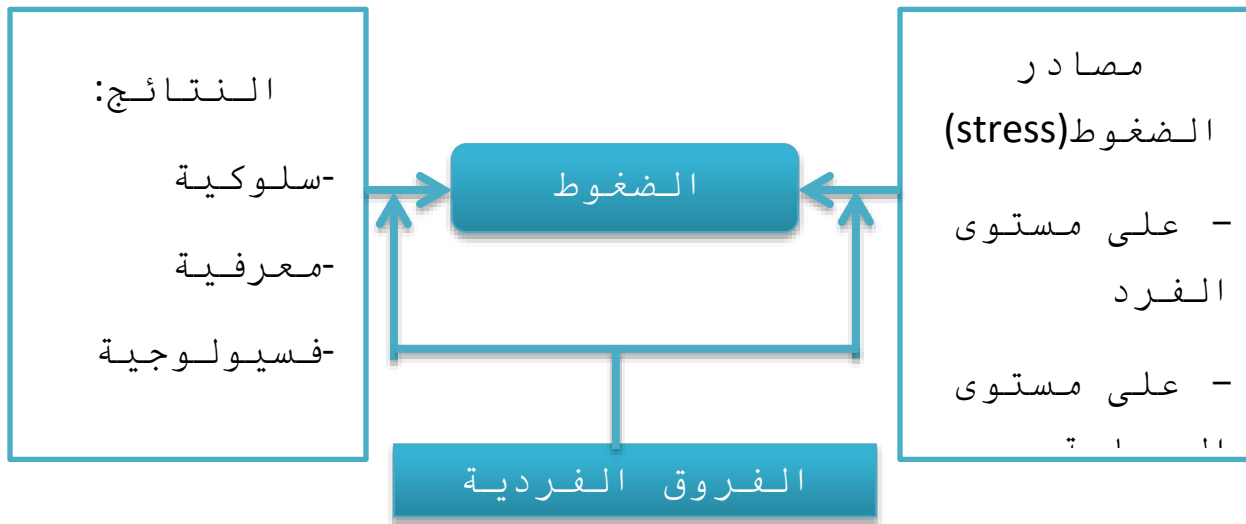 مصادر
الضغوط(stress)
– على مستوى
الفرد
– على مستوى
الضغوط
النتائج:
-سلوكية
-معرفية
-فسيولوجية
الفروق الفردية